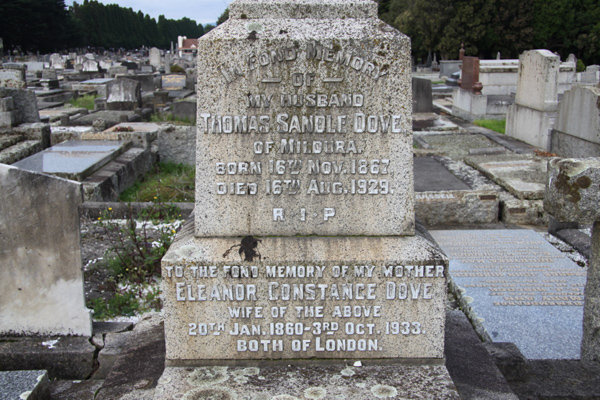 IN FOND MEMORY
— OF —
MY HUSBAND
THOMAS SANDLE DOVE
OF MILDURA.
BORN 16TH NOV. 1867
DIED 16TH AUG. 1929.
R I P
TO THE FOND MEMORY OF MY MOTHER
ELEANOR CONSTANCE DOVE
WIFE OF THE ABOVE
20TH JAN. 1860-3RD OCT. 1933.
BOTH OF LONDON.